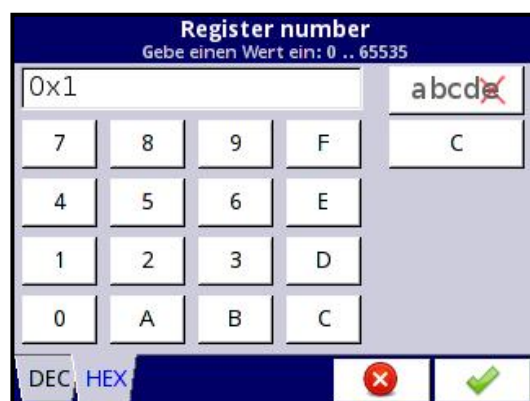 Register number
Gebe einen Wert ein: 0 .. 65535
0x1
abcde
7 8 9 F C
4 5 6 E
1 2 3 D
0 A B C
DEC HEX